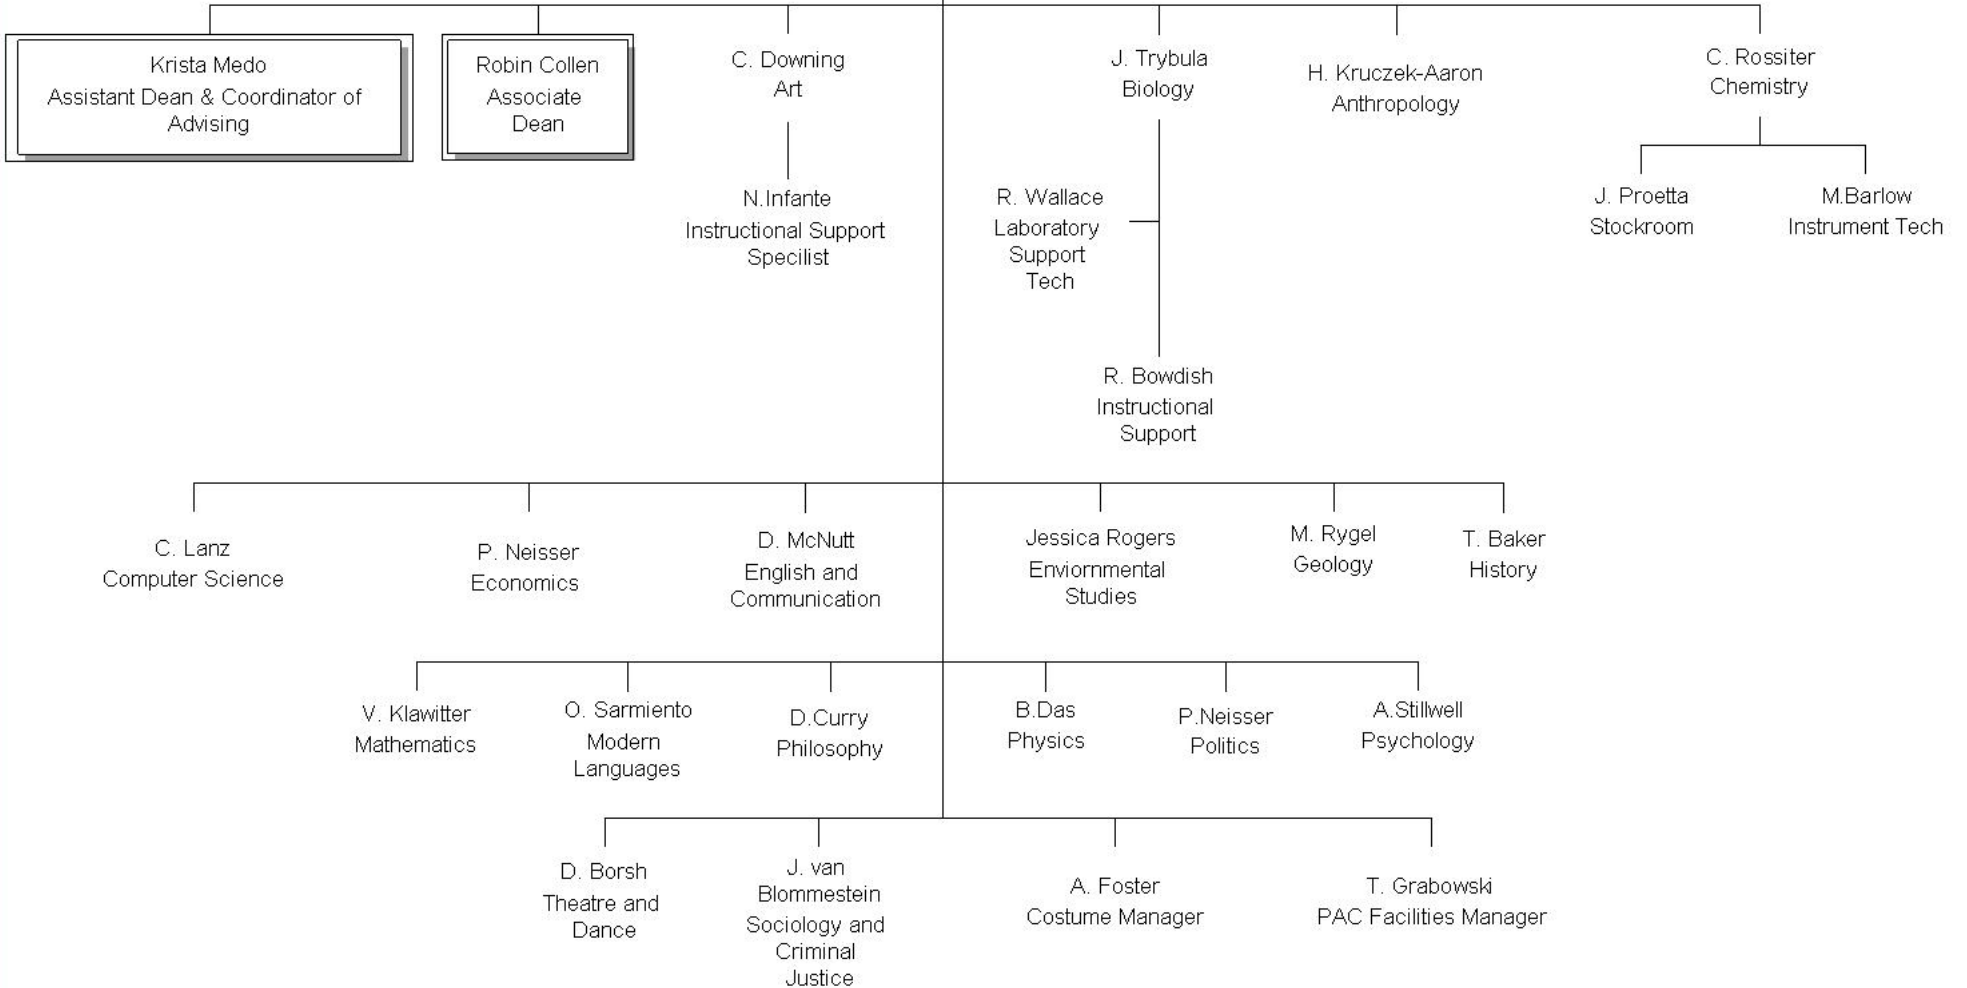 Krista Medo
Assistant Dean & Coordinator of
Advising
Robin Collen
Associate
Dean
C. Downing
Art
J. Trybula
Biology
H. Kruczek-Aaron
Anthropology
C. Rossiter
Chemistry
N.Infante
Instructional Support
Specilist
R. Wallace
Laboratory
Support
Tech
J. Proetta
Stockroom
M.Barlow
Instrument Tech
R. Bowdish
Instructional
Support
C. Lanz
Computer Science
P. Neisser
Economics
D. McNutt
English and
Communication
Jessica Rogers
Enviornmental
Studies
M. Rygel
Geology
T. Baker
History
V. Klawitter
Mathematics
O. Sarmiento
Modern
Languages
D.Curry
Philosophy
B.Das
Physics
P.Neisser
Politics
A.Stillwell
Psychology
D. Borsh
Theatre and
Dance
J. van
Blommestein
Sociology and
Criminal
Justice
A. Foster
Costume Manager
T. Grabowski
PAC Facilities Manager